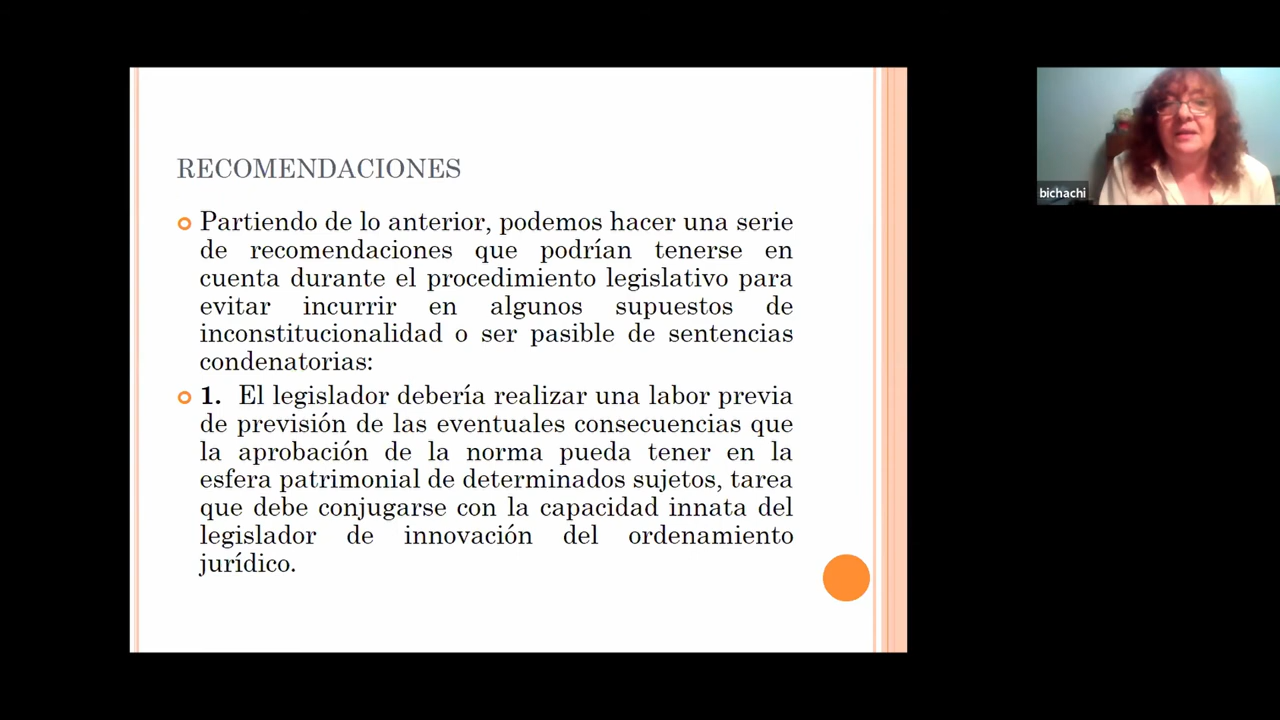 RECOMENDACIONES
Partiendo de lo anterior, podemos hacer una serie
de recomendaciones que podrían tenerse en
cuenta durante el procedimiento legislativo para
evitar incurrir en algunos supuestos de
inconstitucionalidad o ser pasible de sentencias
condenatorias:
1. El legislador debería realizar una labor previa
de previsión de las eventuales consecuencias que
la aprobación de la norma pueda tener en la
esfera patrimonial de determinados sujetos, tarea
que debe conjugarse con la capacidad innata del
legislador de innovación del ordenamiento
jurídico.
bichachi